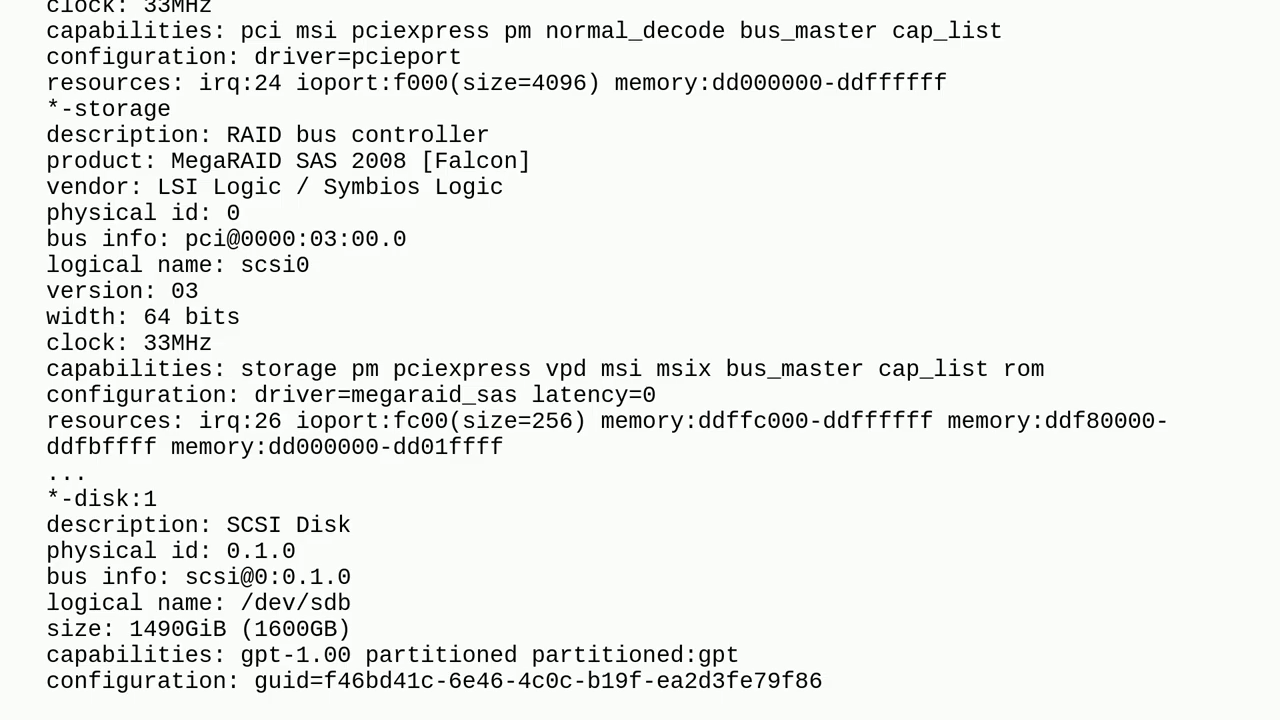 clock: 33MHz
capabilities: pci msi pciexpress pm normal_decode bus_master cap_list
configuration: driver=pcieport
resources: irq:24 ioport:f000(size=4096) memory:dd000000-ddffffff
*-storage
description: RAID bus controller
product: MegaRAID SAS 2008 [Falcon]
vendor: LSI Logic / Symbios Logic
physical id: 0
bus info: pci@0000:03:00.0
logical name: scsi0
version: 03
width: 64 bits
clock: 33MHz
capabilities: storage pm pciexpress vpd msi msix bus_master cap_list rom
configuration: driver=megaraid_sas latency=0
resources: irq:26 ioport:fc00(size=256) memory:ddffc000-ddffffff memory:ddf80000-
ddfbffff memory:dd000000-dd01ffff
...
*-disk:1
description: SCSI Disk
physical id: 0.1.0
bus info: scsi@0:0.1.0
logical name: /dev/sdb
size: 1490GiB (1600GB)
capabilities: gpt-1.00 partitioned partitioned:gpt
configuration: guid=f46bd41c-6e46-4c0c-b19f-ea2d3fe79f86